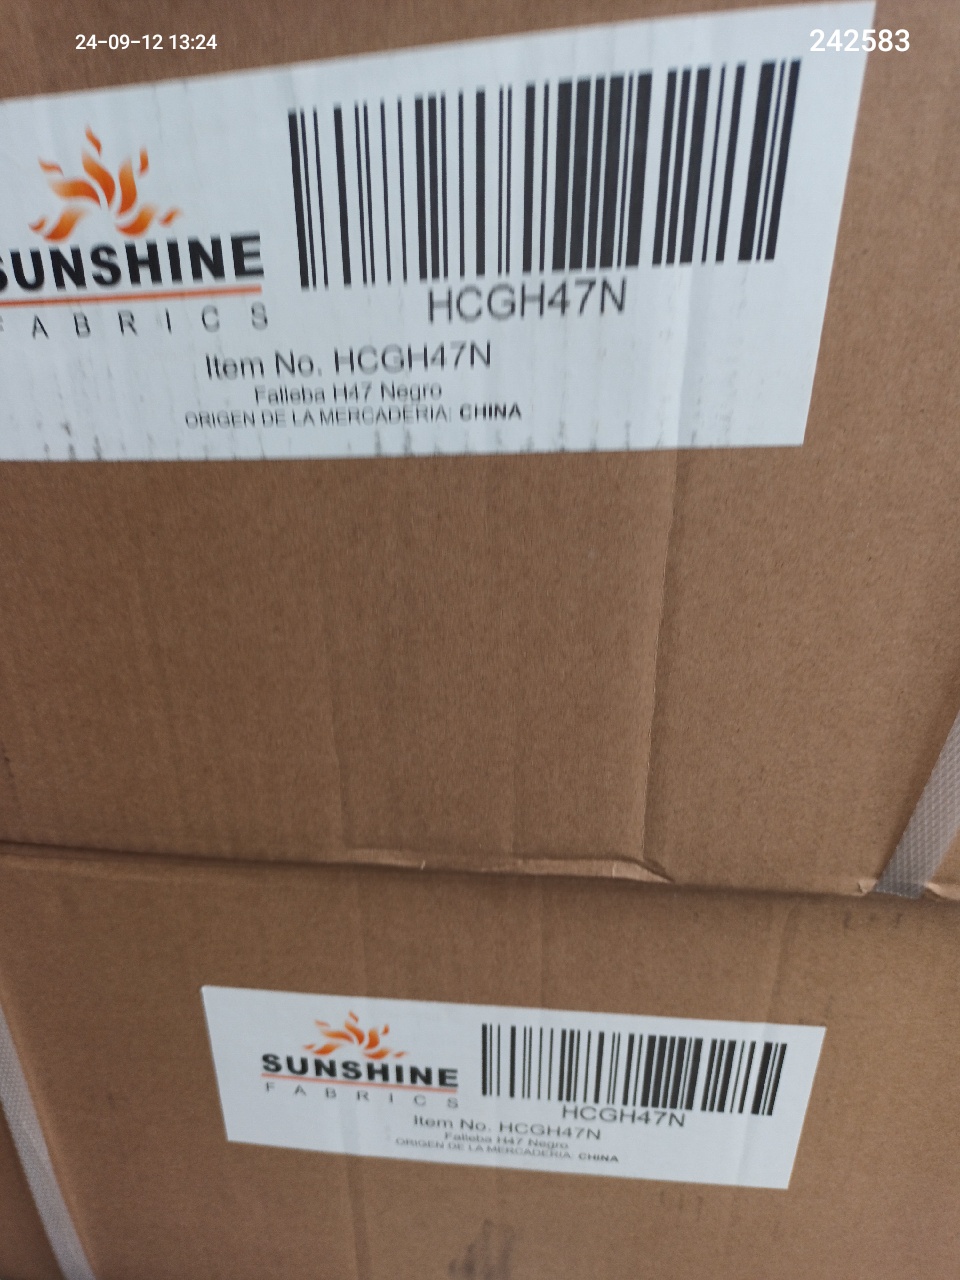 24-09-12 13:24
242583
SUNSHINE
FABRICS
HCGH47N
Item No. HCGH47N
Falleba H47 Negro
ORIGEN DE LA MERCADERIA: CHINA
SUNSHINE
FABRICS
HCGH47N
Item No. HCGH47N
Falleba H47 Negro
ORIGEN DE LA MERCADERIA: CHINA